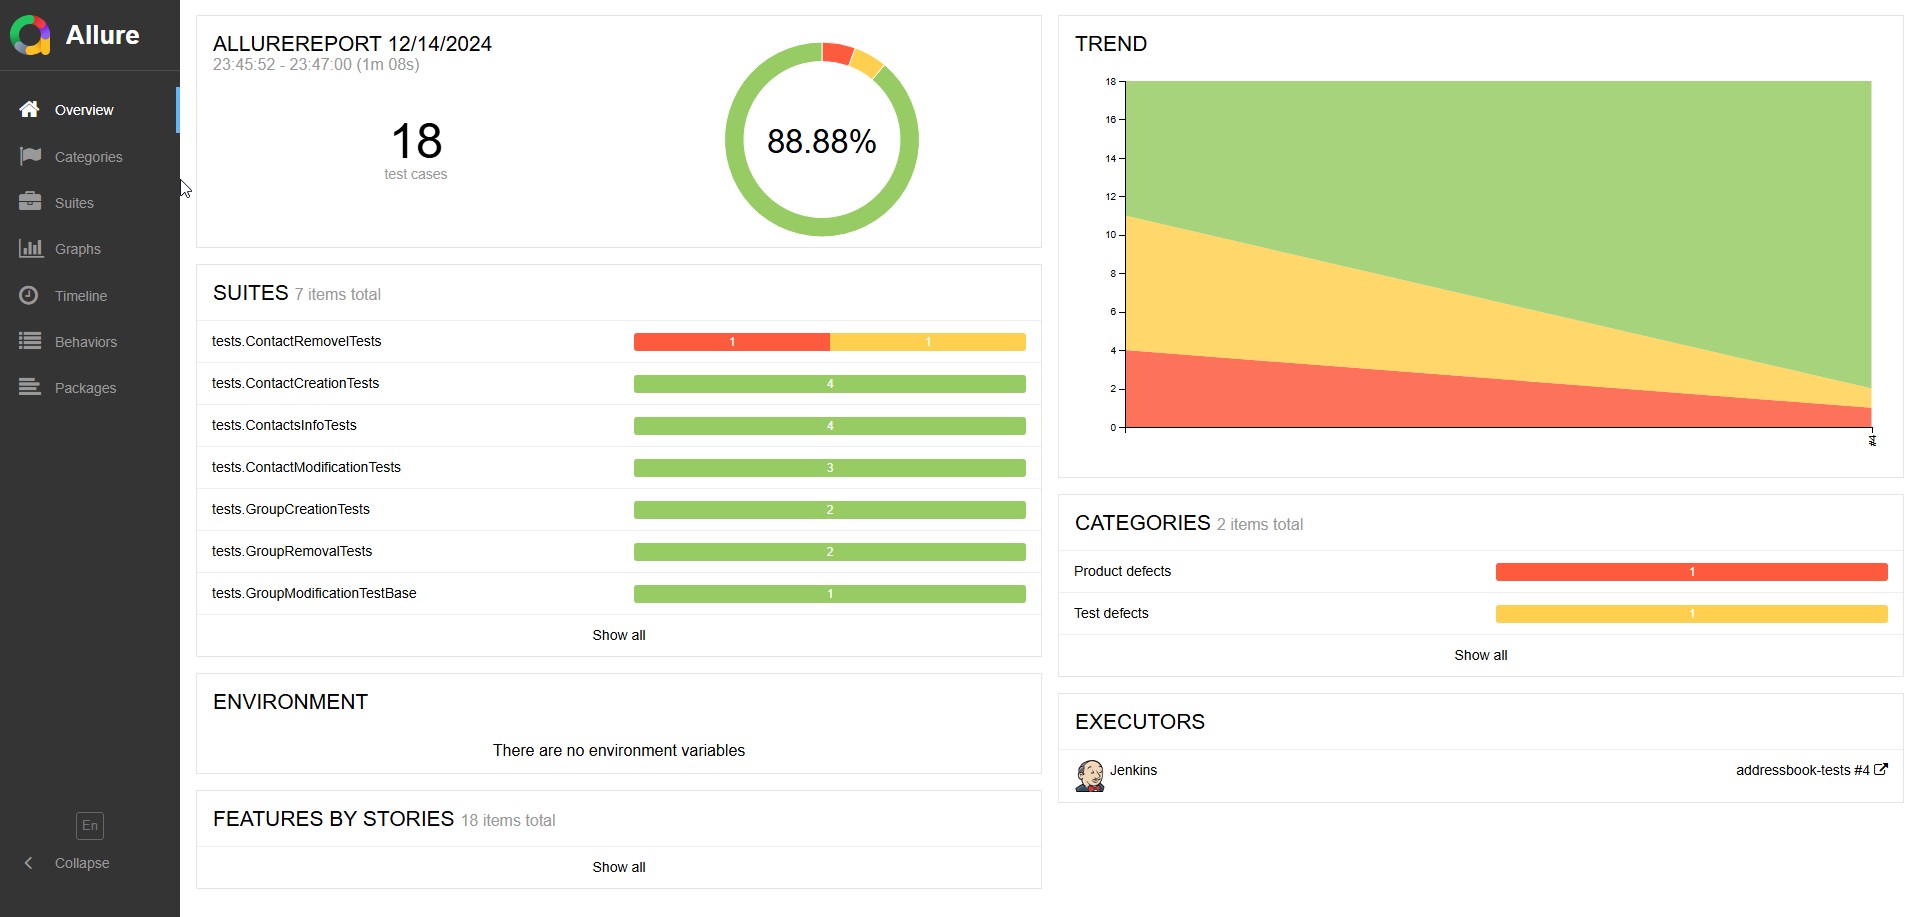 Allure
Overview
Categories
Suites
Graphs
Timeline
Behaviors
Packages
En
Collapse
ALLUREREPORT 12/14/2024
23:45:52 - 23:47:00 (1m 08s)
18
test cases
88.88%
SUITES 7 items total
tests.ContactRemovelTests 1 1
tests.ContactCreationTests 4
tests.ContactsInfoTests 4
tests.ContactModificationTests 3
tests.GroupCreationTests 2
tests.GroupRemovalTests 2
tests.GroupModificationTestBase 1
Show all
ENVIRONMENT
There are no environment variables
FEATURES BY STORIES 18 items total
Show all
TREND
18
16
14
12
10
8
6
4
2
0
#4
CATEGORIES 2 items total
Product defects 1
Test defects 1
Show all
EXECUTORS
Jenkins addressbook-tests #4